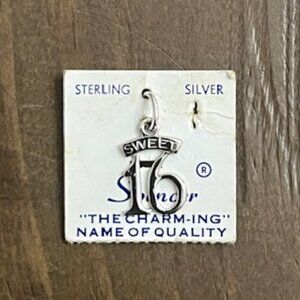 STERLING SILVER
SWEET
16
Spencer ®
"THE CHARM-ING"
NAME OF QUALITY